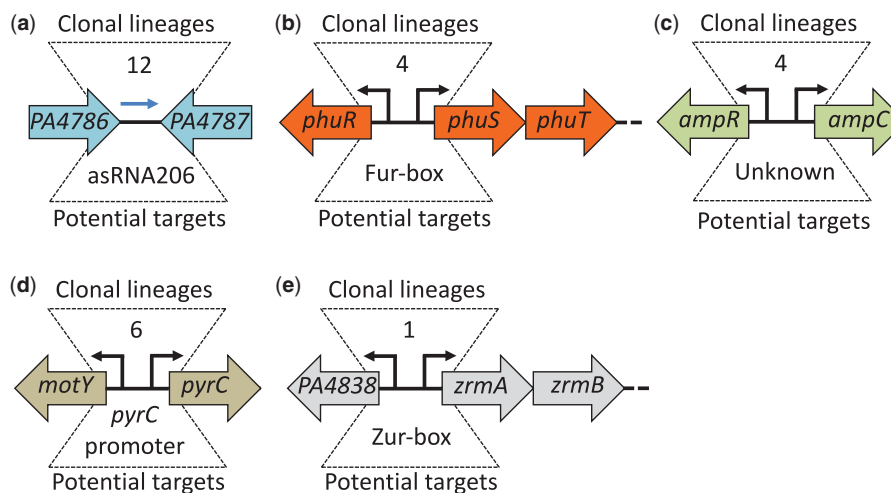 (a) Clonal lineages
12
PA4786 PA4787
asRNA206
Potential targets
(b) Clonal lineages
4
phuR phuS phuT
Fur-box
Potential targets
(c) Clonal lineages
4
ampR ampC
Unknown
Potential targets
(d) Clonal lineages
6
motY pyrC
pyrC
promoter
Potential targets
(e) Clonal lineages
1
PA4838 zrmA zrmB
Zur-box
Potential targets